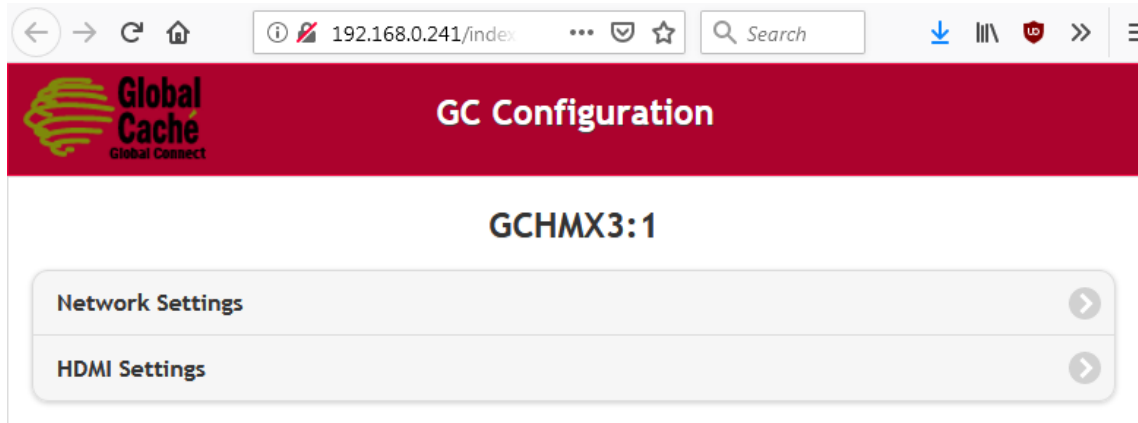 192.168.0.241/index
Search
Global
Caché
Global Connect
GC Configuration
GCHMX3:1
Network Settings
HDMI Settings